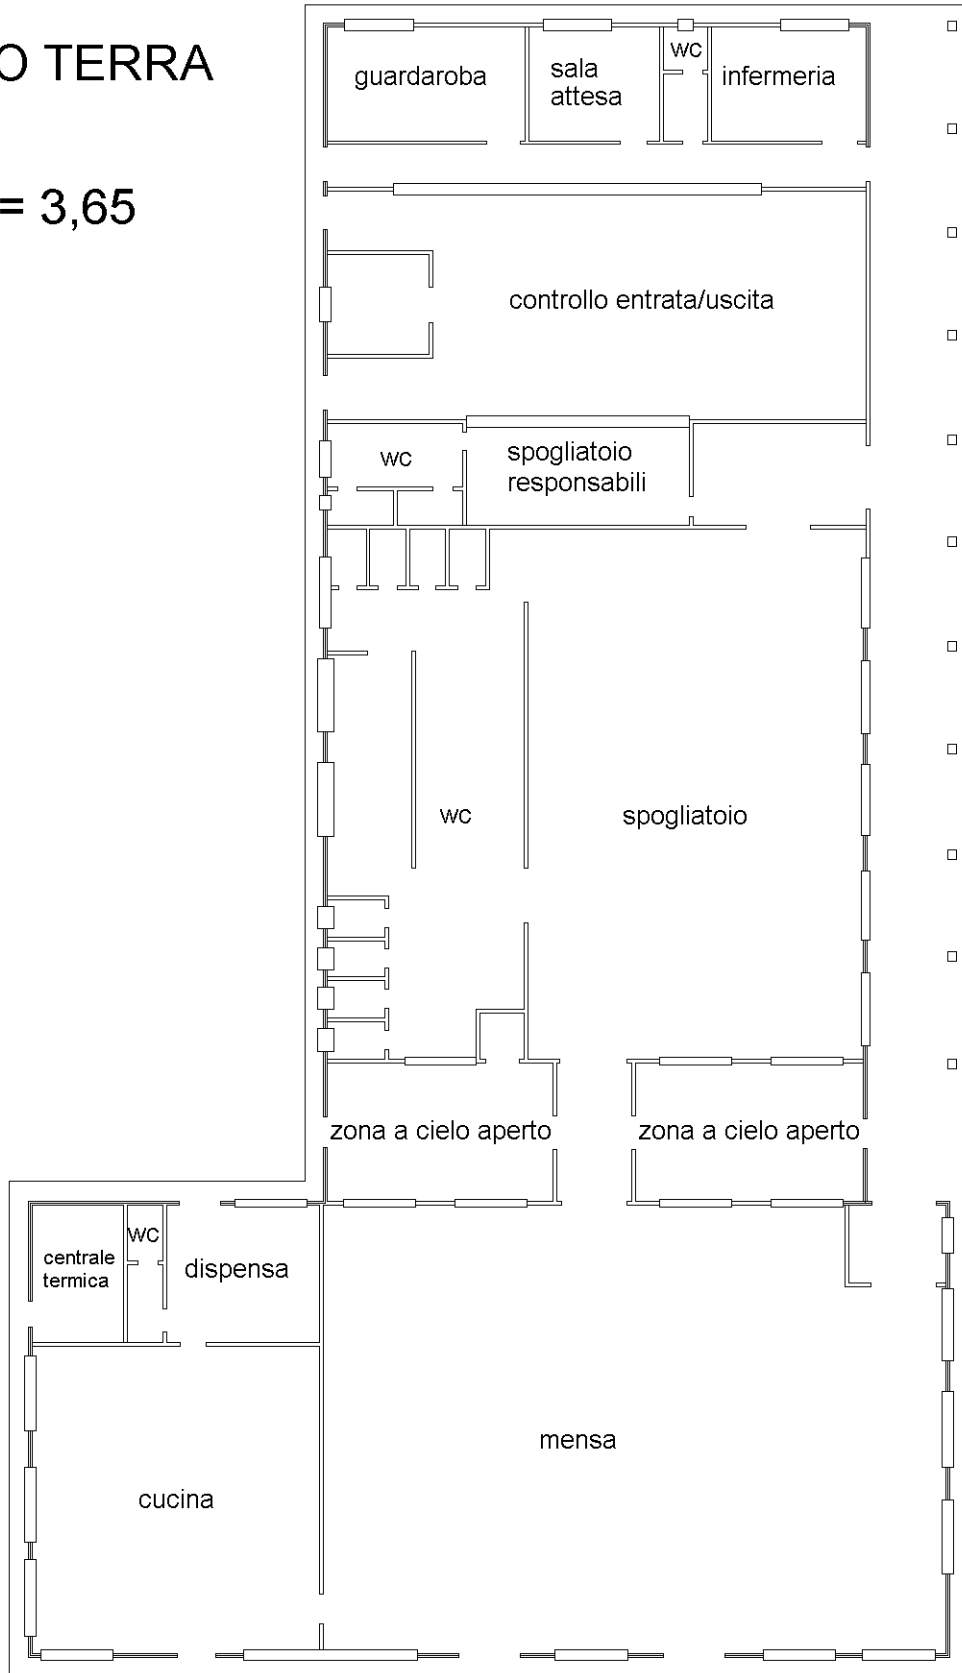 O TERRA
= 3,65
guardaroba
sala
attesa
wc
infermeria
controllo entrata/uscita
wc
spogliatoio
responsabili
wc
spogliatoio
zona a cielo aperto
zona a cielo aperto
centrale
termica
wc
dispensa
mensa
cucina